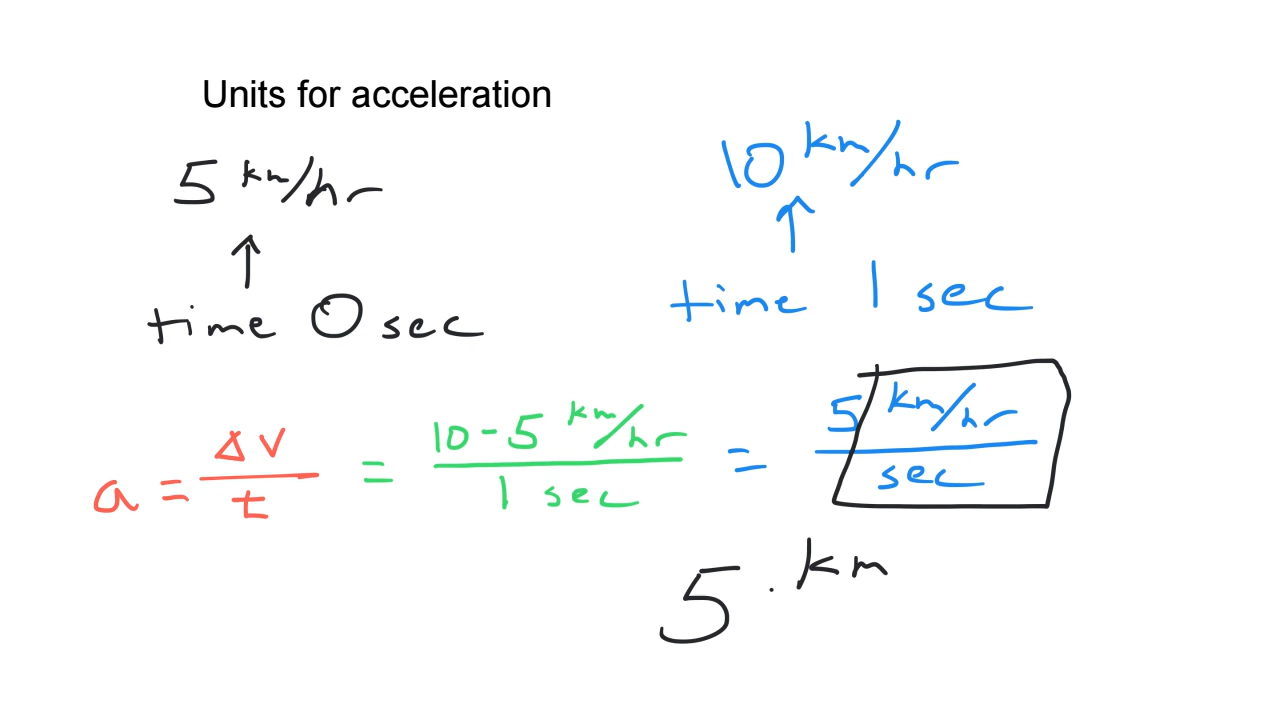 Units for acceleration
5 km/hr
10 km/hr
↑
↑
time 0 sec
time 1 sec
a = Δv/t = 10-5 km/hr / 1 sec = 5 km/hr / sec
5 . km